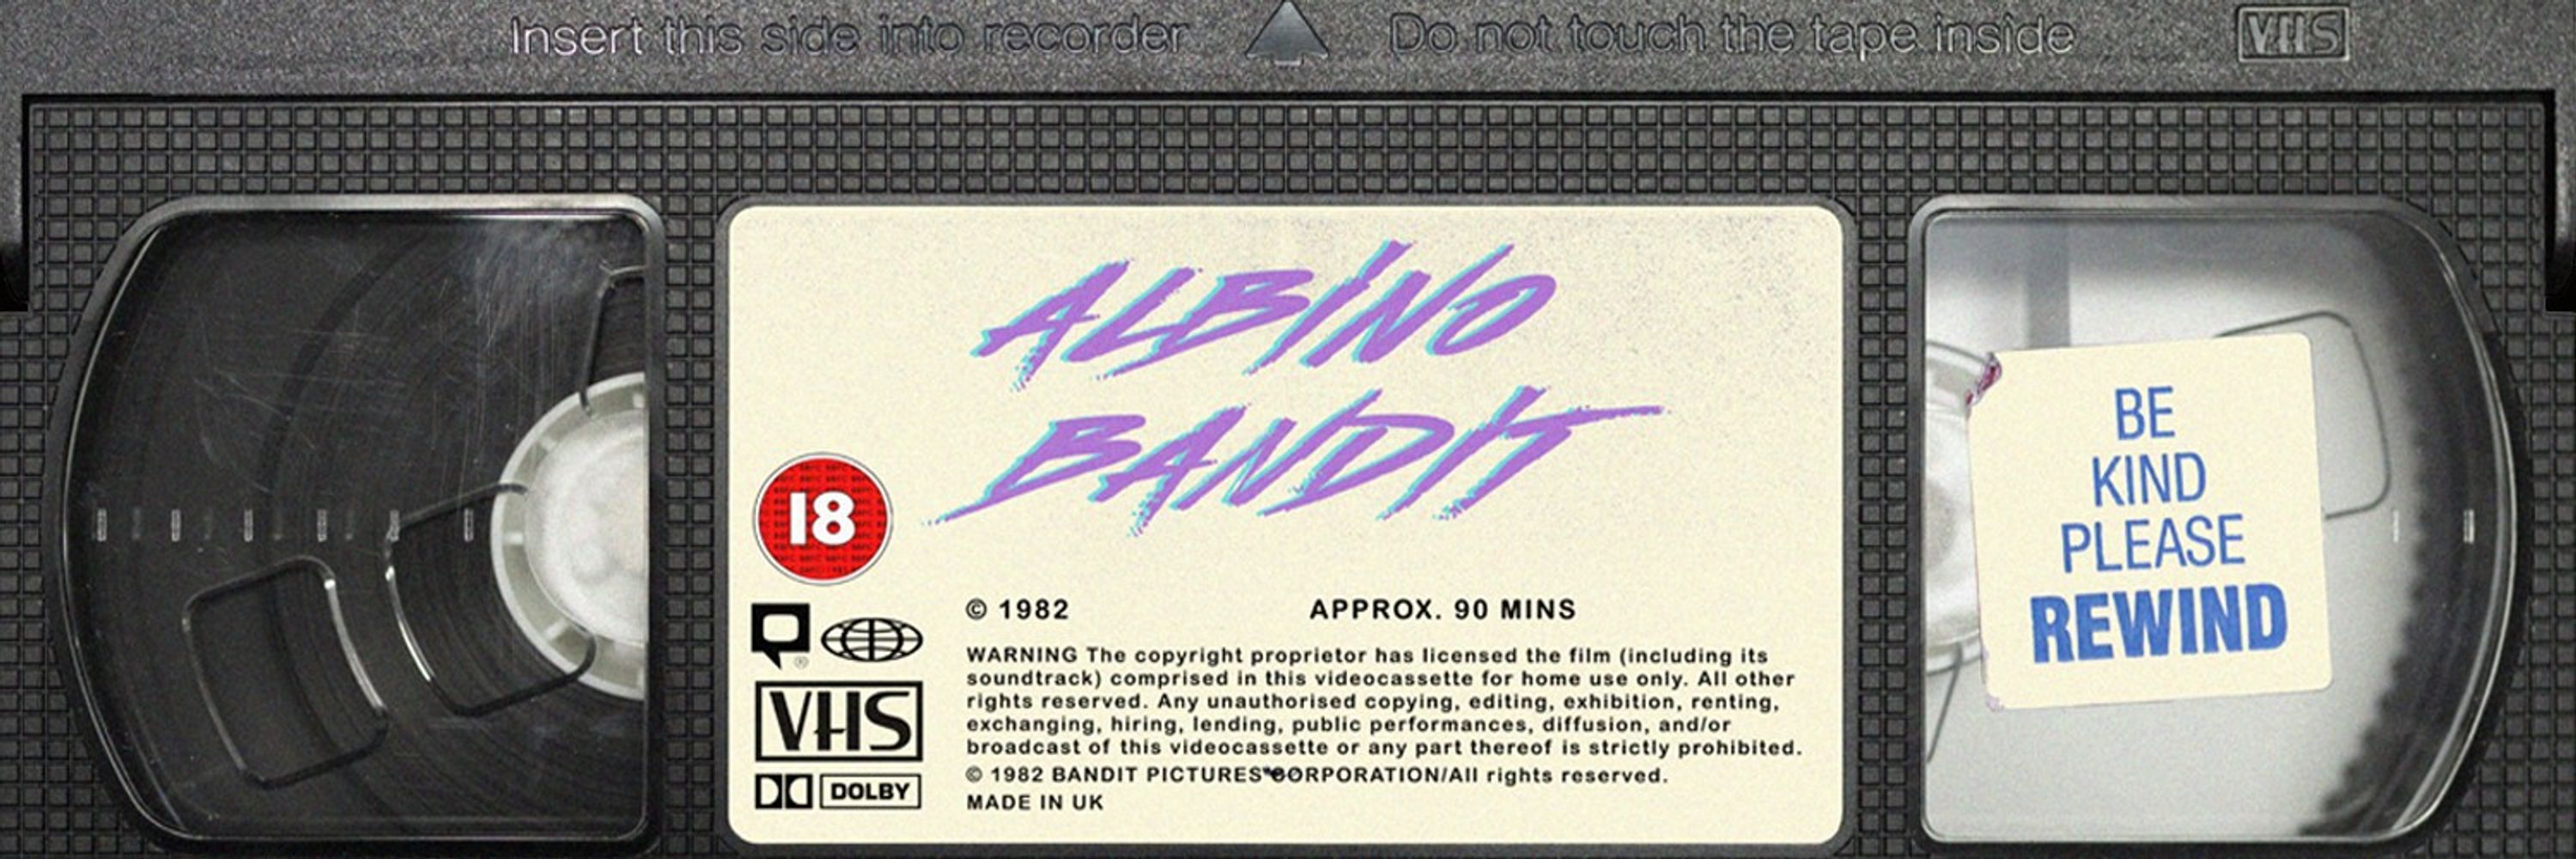 Insert this side into recorder
Do not touch the tape inside
VHS
ALBINO
BANDIT
18
© 1982
APPROX. 90 MINS
WARNING The copyright proprietor has licensed the film (including its
soundtrack) comprised in this videocassette for home use only. All other
rights reserved. Any unauthorised copying, editing, exhibition, renting,
exchanging, hiring, lending, public performances, diffusion, and/or
broadcast of this videocassette or any part thereof is strictly prohibited.
© 1982 BANDIT PICTURES CORPORATION/All rights reserved.
MADE IN UK
®
VHS
DOLBY
BE
KIND
PLEASE
REWIND